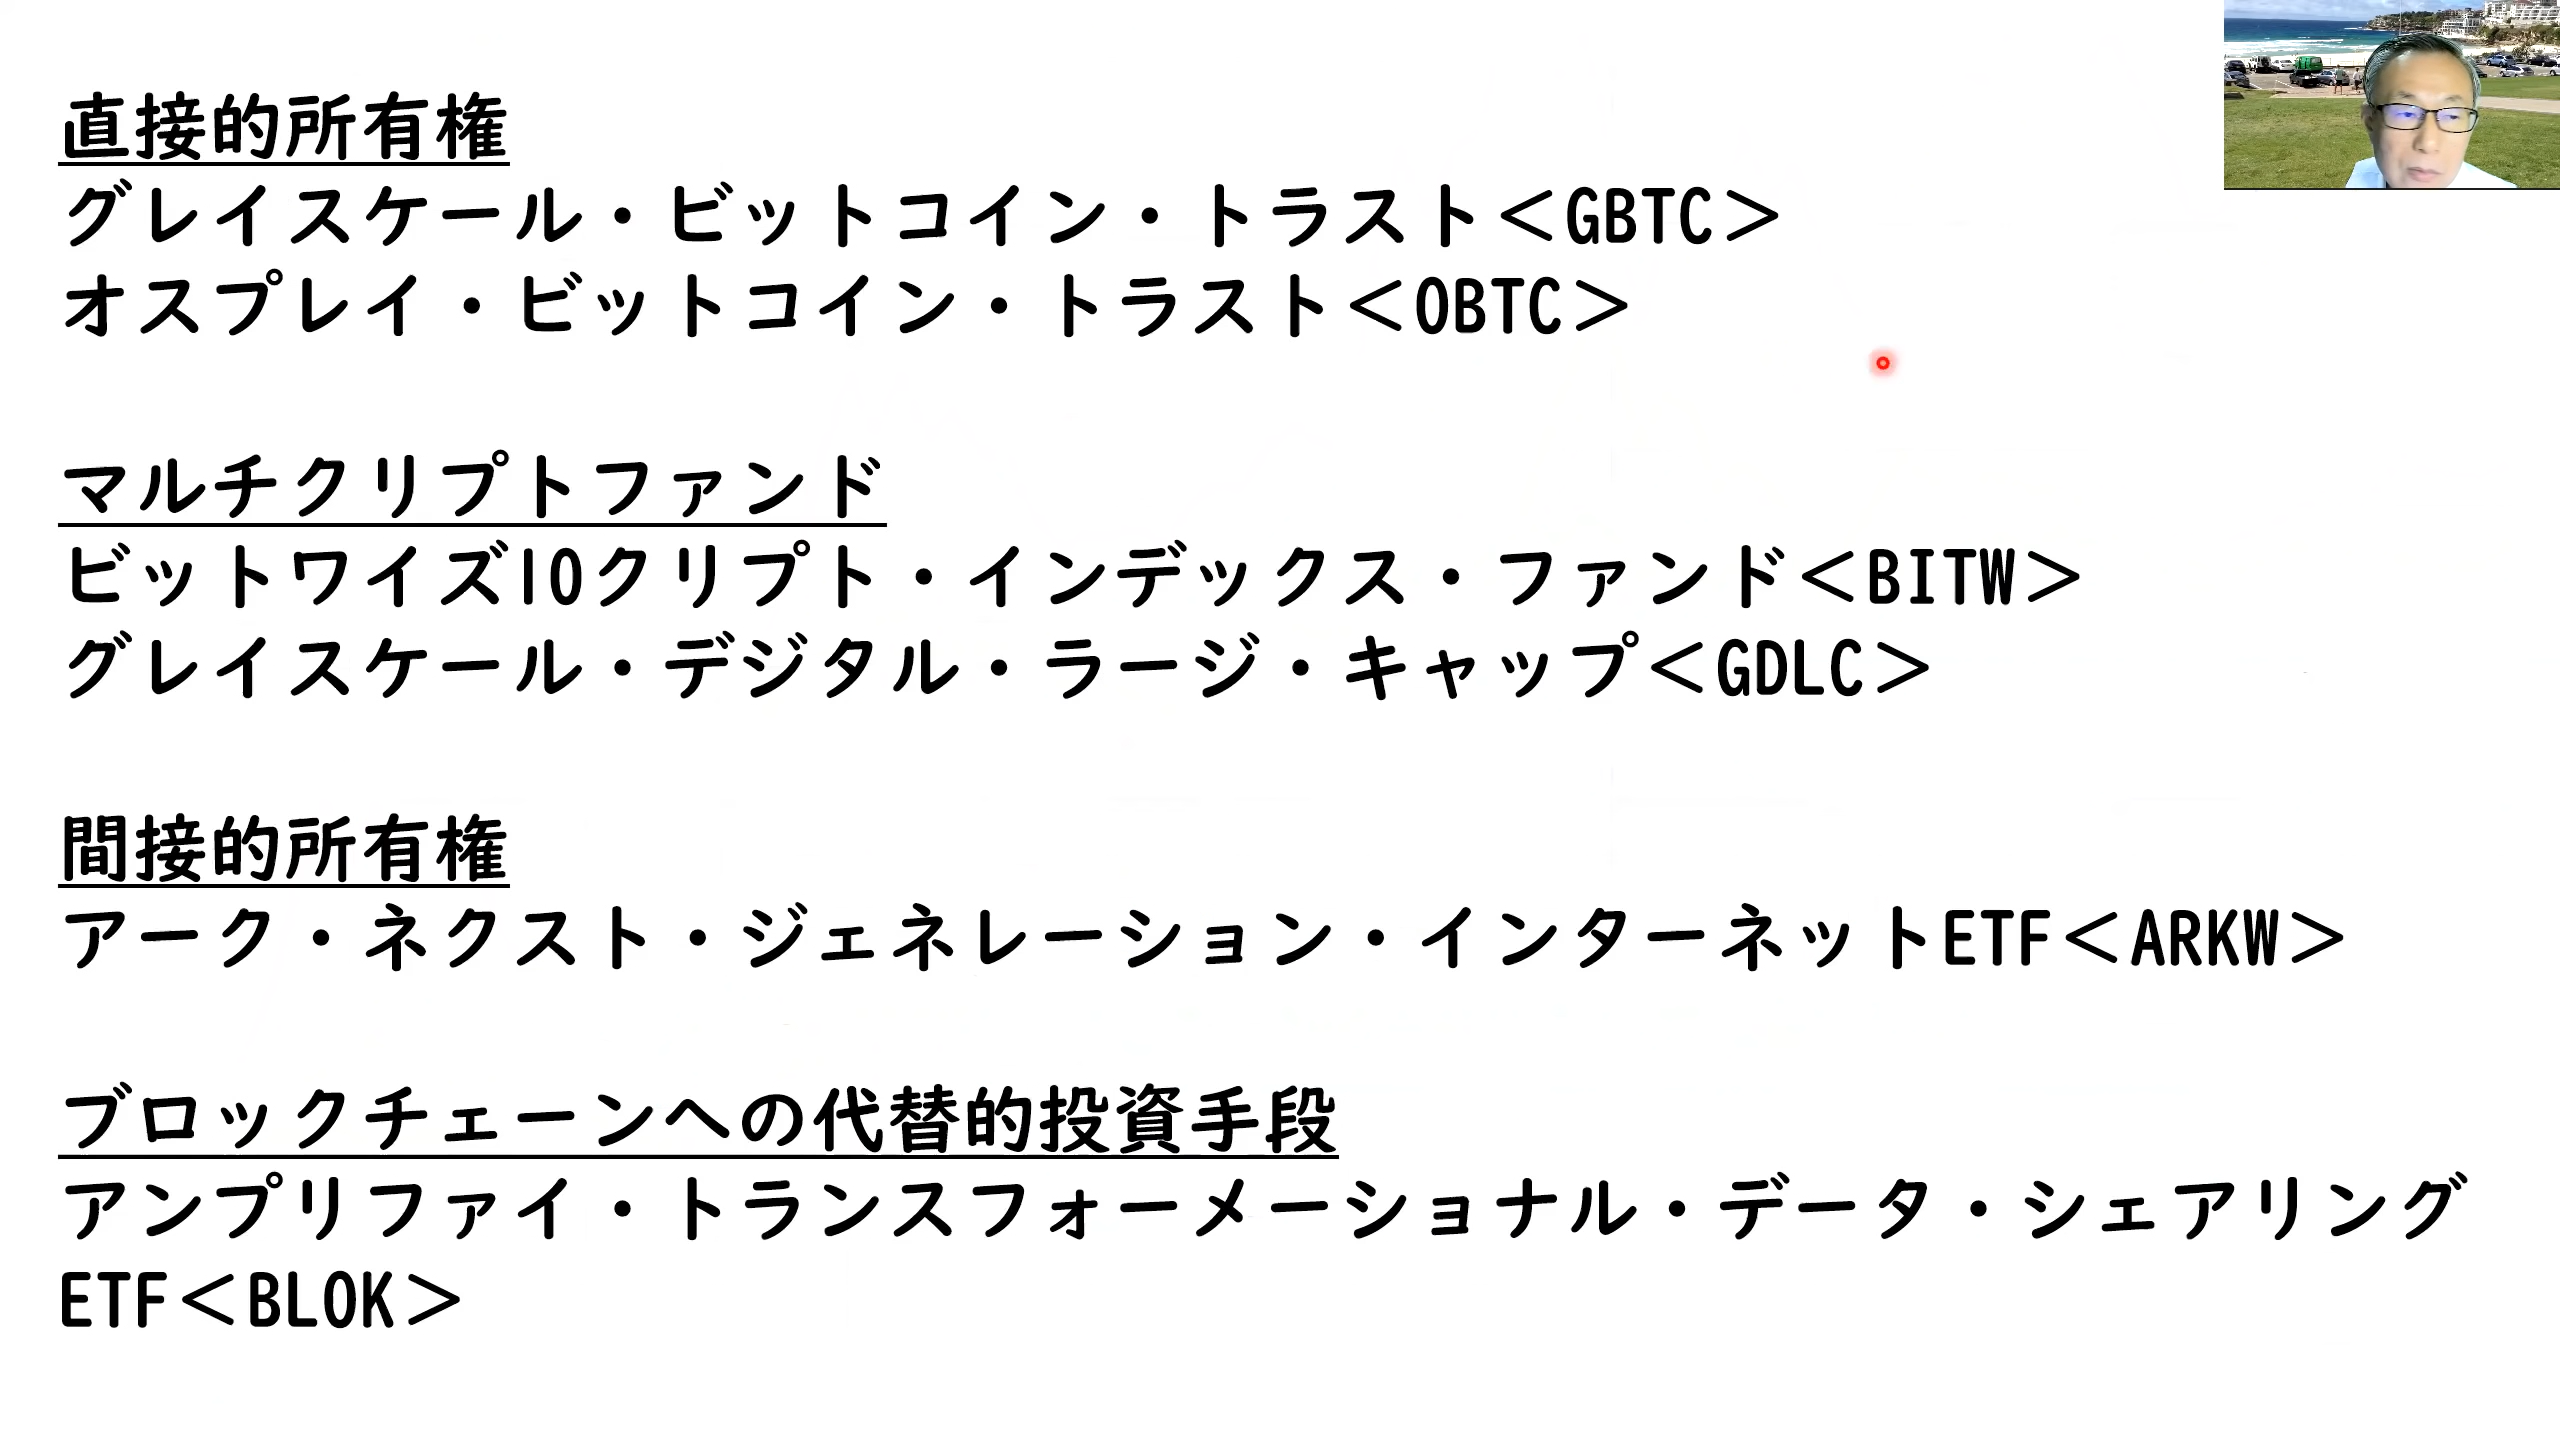 直接的所有権
グレイスケール・ビットコイン・トラスト＜GBTC＞
オスプレイ・ビットコイン・トラスト＜OBTC＞
マルチクリプトファンド
ビットワイズ10クリプト・インデックス・ファンド＜BITW＞
グレイスケール・デジタル・ラージ・キャップ＜GDLC＞
間接的所有権
アーク・ネクスト・ジェネレーション・インターネットETF＜ARKW＞
ブロックチェーンへの代替的投資手段
アンプリファイ・トランスフォーメーショナル・データ・シェアリング
ETF＜BLOK＞